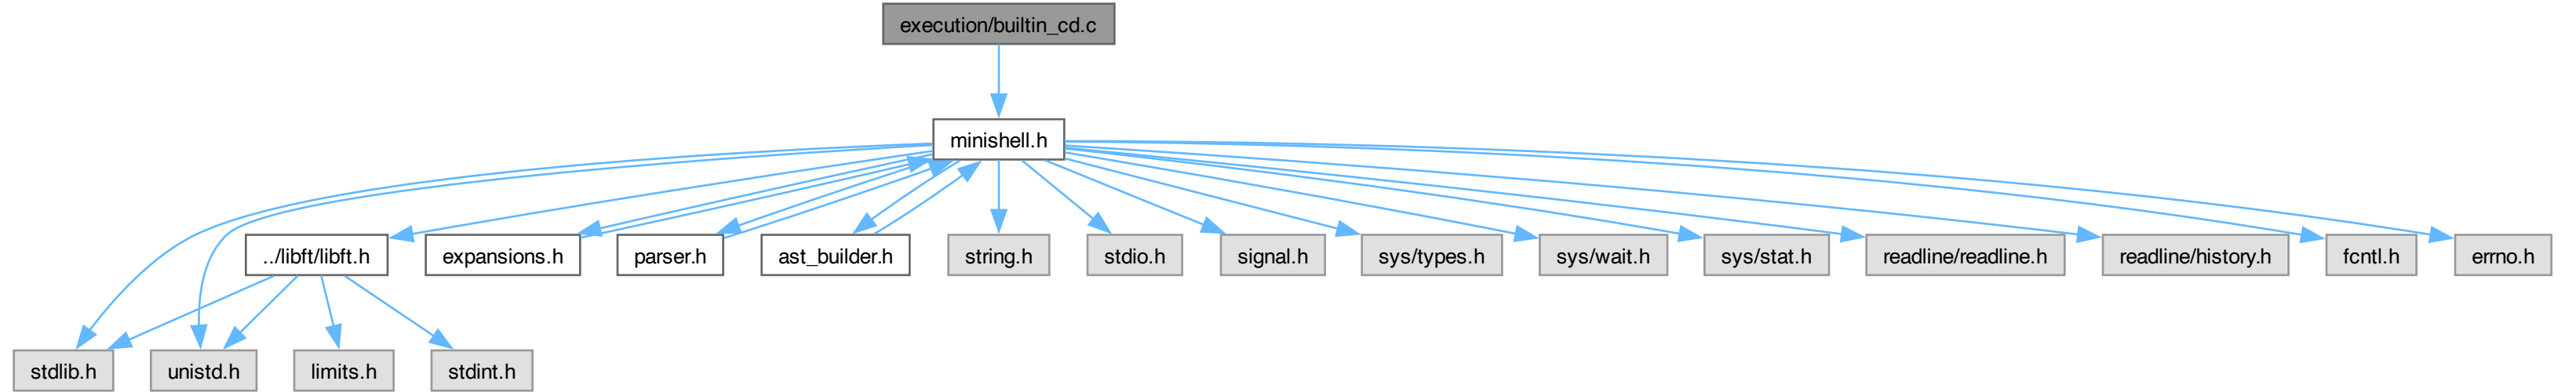 execution/builtin_cd.c
minishell.h
../libft/libft.h
expansions.h
parser.h
ast_builder.h
string.h
stdio.h
signal.h
sys/types.h
sys/wait.h
sys/stat.h
readline/readline.h
readline/history.h
fcntl.h
errno.h
stdlib.h
unistd.h
limits.h
stdint.h